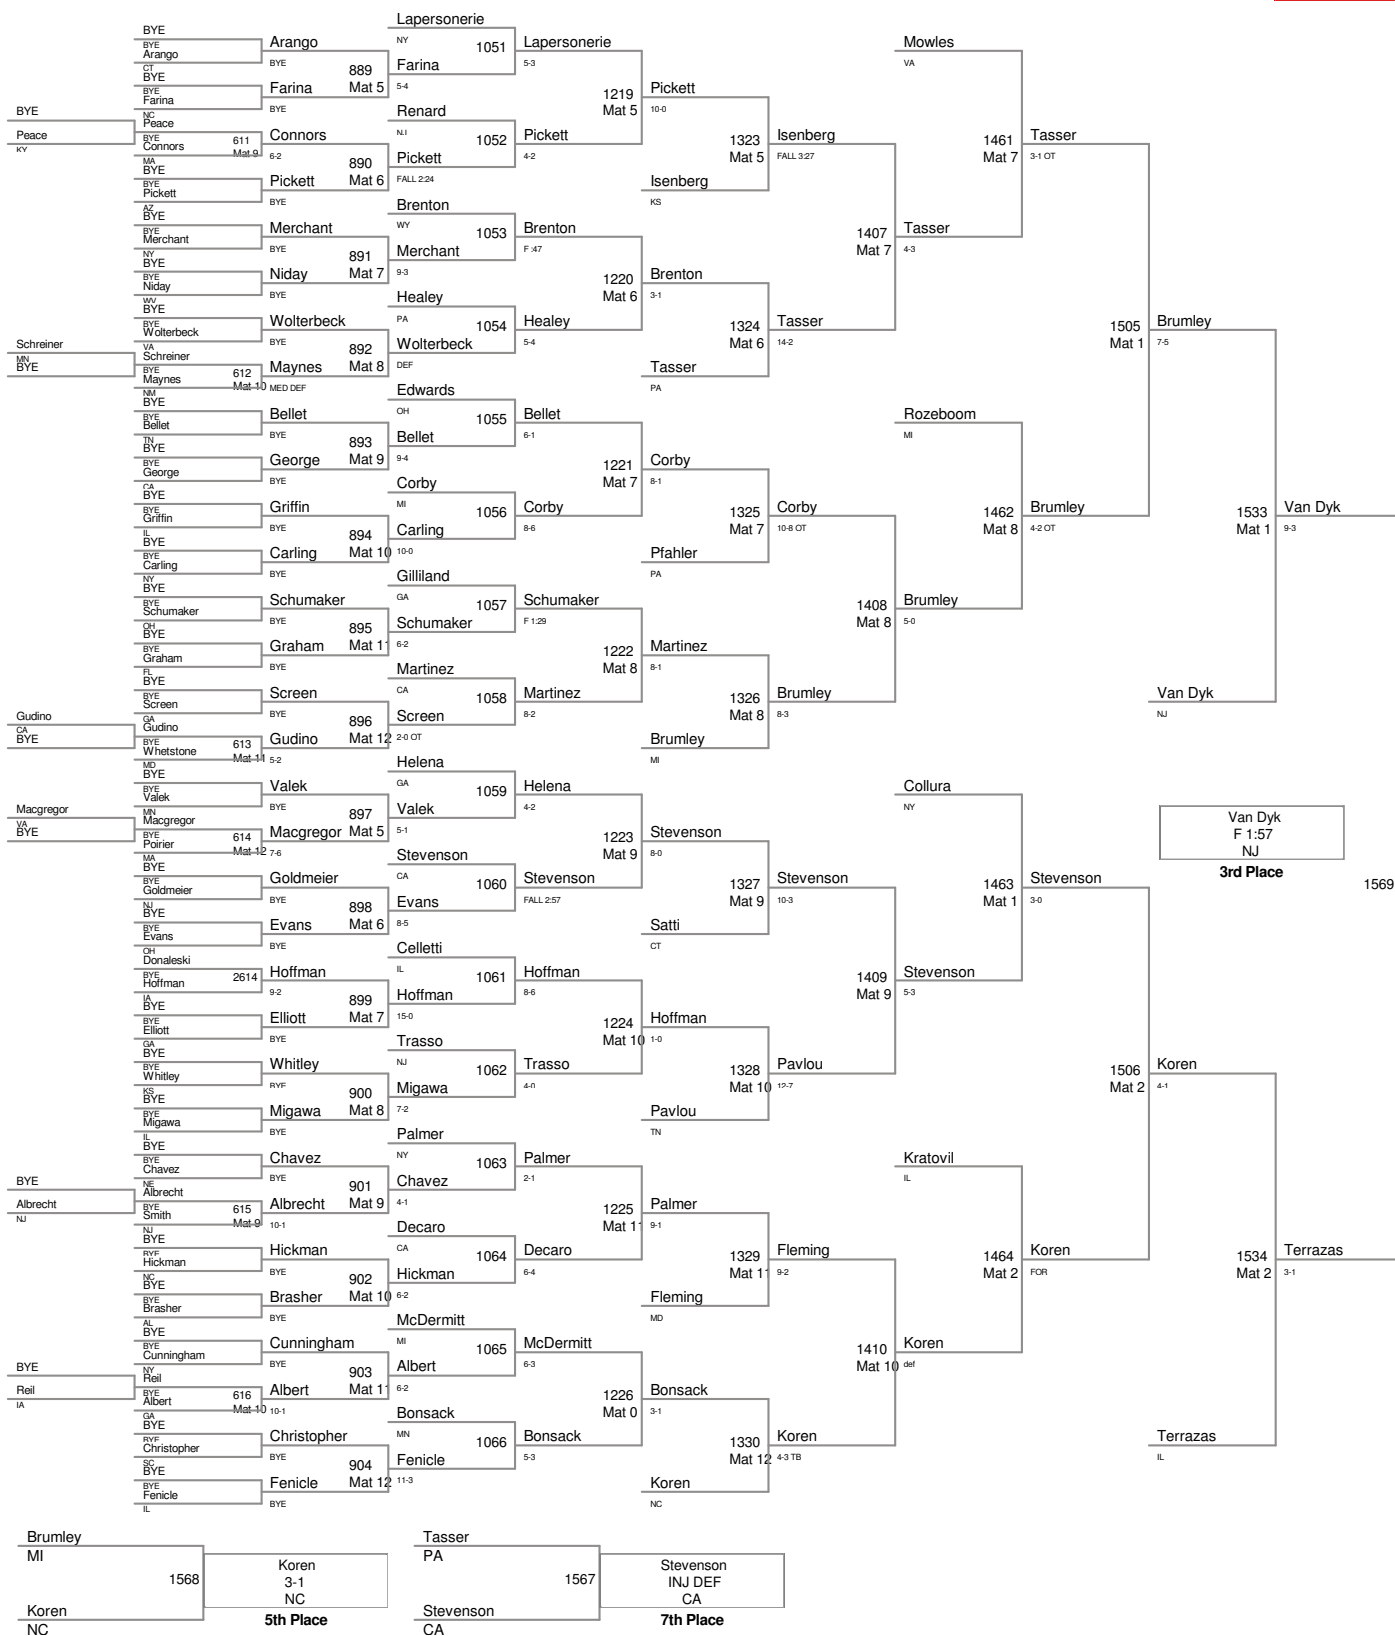 BYE
BYE
Arango
CT
BYE
BYE
Farina
NC
BYE
Peace
KY
Peace
BYE
Connors
MA
611
Mat 9
BYE
BYE
Pickett
AZ
BYE
BYE
Merchant
NY
BYE
BYE
Niday
WV
BYE
BYE
Wolterbeck
VA
Schreiner
MN
BYE
Schreiner
BYE
Maynes
NM
612
Mat 10
BYE
BYE
Bellet
TN
BYE
BYE
George
CA
BYE
BYE
Griffin
IL
BYE
BYE
Carling
NY
BYE
BYE
Schumaker
OH
BYE
BYE
Graham
FL
BYE
BYE
Screen
GA
Gudino
CA
BYE
Gudino
BYE
Whetstone
MD
613
Mat 11
BYE
BYE
Valek
MN
Macgregor
VA
BYE
Macgregor
BYE
Poirier
MA
614
Mat 12
BYE
BYE
Goldmeier
NJ
BYE
BYE
Evans
OH
Donaleski
BYE
Hoffman
IA
2614
BYE
BYE
Elliott
GA
BYE
BYE
Whitley
KS
BYE
BYE
Migawa
IL
BYE
BYE
Chavez
NE
BYE
Albrecht
NJ
Albrecht
BYE
Smith
NJ
615
Mat 9
BYE
BYE
Hickman
NC
BYE
BYE
Brasher
AL
BYE
BYE
Cunningham
NY
BYE
Reil
IA
Reil
BYE
Albert
GA
616
Mat 10
BYE
BYE
Christopher
SC
BYE
BYE
Fenicle
IL
Arango
BYE
889
Mat 5
Farina
BYE
Connors
6-2
890
Mat 6
Pickett
BYE
Merchant
BYE
891
Mat 7
Niday
BYE
Wolterbeck
BYE
892
Mat 8
Maynes
MED DEF
Bellet
BYE
893
Mat 9
George
BYE
Griffin
BYE
894
Mat 10
Carling
BYE
Schumaker
BYE
895
Mat 11
Graham
BYE
Screen
BYE
896
Mat 12
Gudino
5-2
Valek
BYE
897
Mat 5
Macgregor
7-6
Goldmeier
BYE
898
Mat 6
Evans
BYE
Hoffman
9-2
899
Mat 7
Elliott
BYE
Whitley
BYE
900
Mat 8
Migawa
BYE
Chavez
BYE
901
Mat 9
Albrecht
10-1
Hickman
BYE
902
Mat 10
Brasher
BYE
Cunningham
BYE
903
Mat 11
Albert
10-1
Christopher
BYE
904
Mat 12
Fenicle
BYE
Lapersonerie
NY
1051
Farina
5-4
Renard
NJ
1052
Pickett
FALL 2:24
Brenton
WY
1053
Merchant
9-3
Healey
PA
1054
Wolterbeck
DEF
Edwards
OH
1055
Bellet
9-4
Corby
MI
1056
Carling
10-0
Gilliland
GA
1057
Schumaker
6-2
Martinez
CA
1058
Screen
2-0 OT
Helena
GA
1059
Valek
5-1
Stevenson
CA
1060
Evans
8-5
Celletti
IL
1061
Hoffman
15-0
Trasso
NJ
1062
Migawa
7-2
Palmer
NY
1063
Chavez
4-1
Decaro
CA
1064
Hickman
6-2
McDermitt
MI
1065
Albert
6-2
Bonsack
MN
1066
Fenicle
11-3
Lapersonerie
5-3
1219
Mat 5
Pickett
4-2
Brenton
F :47
1220
Mat 6
Healey
5-4
Bellet
6-1
1221
Mat 7
Corby
8-6
Schumaker
F 1:29
1222
Mat 8
Martinez
8-2
Helena
4-2
1223
Mat 9
Stevenson
FALL 2:57
Hoffman
8-6
1224
Mat 10
Trasso
4-0
Palmer
2-1
1225
Mat 11
Decaro
6-4
McDermitt
6-3
1226
Mat 0
Bonsack
5-3
Pickett
10-0
1323
Mat 5
Isenberg
KS
Brenton
3-1
1324
Mat 6
Tasser
PA
Corby
8-1
1325
Mat 7
Pfahler
PA
Martinez
8-1
1326
Mat 8
Brumley
MI
Stevenson
8-0
1327
Mat 9
Satti
CT
Hoffman
1-0
1328
Mat 10
Pavlou
TN
Palmer
9-1
1329
Mat 11
Fleming
MD
Bonsack
3-1
1330
Mat 12
Koren
NC
Isenberg
FALL 3:27
1407
Mat 7
Tasser
14-2
Corby
10-8 OT
1408
Mat 8
Brumley
8-3
Stevenson
10-3
1409
Mat 9
Pavlou
12-7
Fleming
9-2
1410
Mat 10
Koren
4-3 TB
Mowles
VA
1461
Mat 7
Tasser
4-3
Rozeboom
MI
1462
Mat 8
Brumley
5-0
Collura
NY
1463
Mat 1
Stevenson
5-3
Kratovil
IL
1464
Mat 2
Koren
def
Tasser
3-1 OT
1505
Mat 1
Brumley
4-2 OT
Stevenson
3-0
1506
Mat 2
Koren
FOR
Brumley
7-5
1533
Mat 1
Van Dyk
NJ
Koren
4-1
1534
Mat 2
Terrazas
IL
Van Dyk
9-3
Van Dyk
F 1:57
NJ
3rd Place
1569
Terrazas
3-1
Brumley
MI
1568
Koren
NC
Koren
3-1
NC
5th Place
Tasser
PA
1567
Stevenson
CA
Stevenson
INJ DEF
CA
7th Place